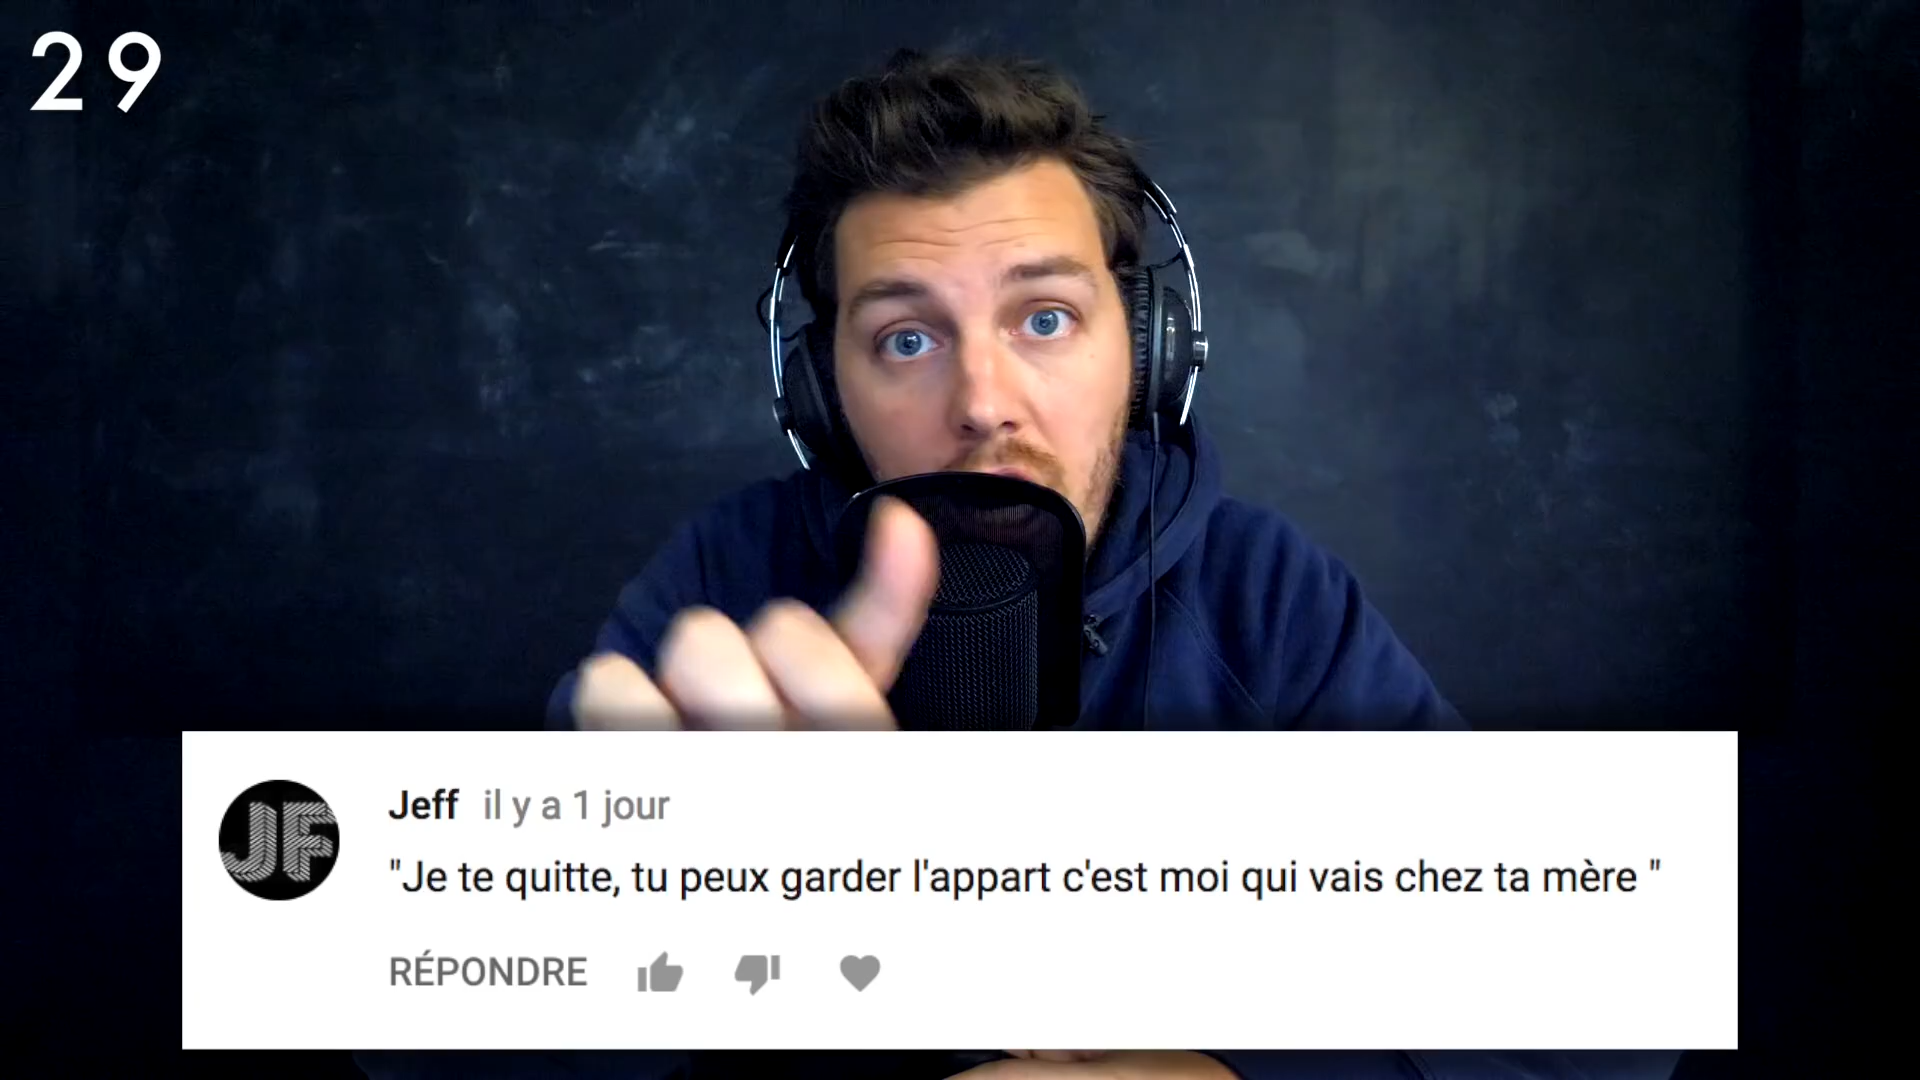 29
JF
Jeff il y a 1 jour
"Je te quitte, tu peux garder l'appart c'est moi qui vais chez ta mère "
RÉPONDRE